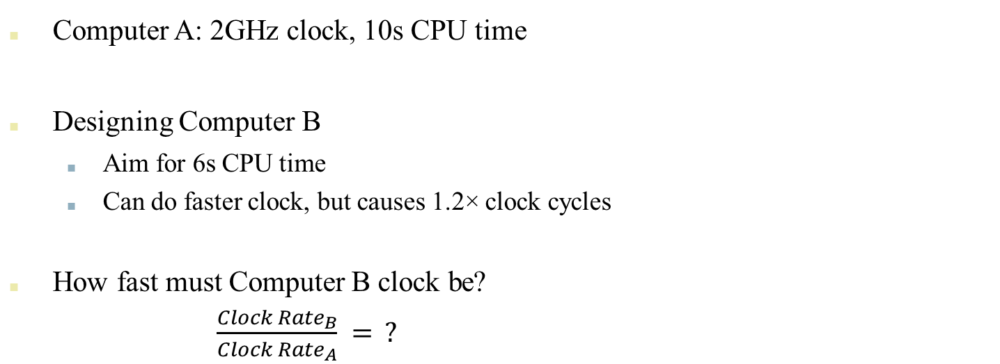 Computer A: 2GHz clock, 10s CPU time
Designing Computer B
Aim for 6s CPU time
Can do faster clock, but causes 1.2× clock cycles
How fast must Computer B clock be?
Clock Rate_B
Clock Rate_A = ?